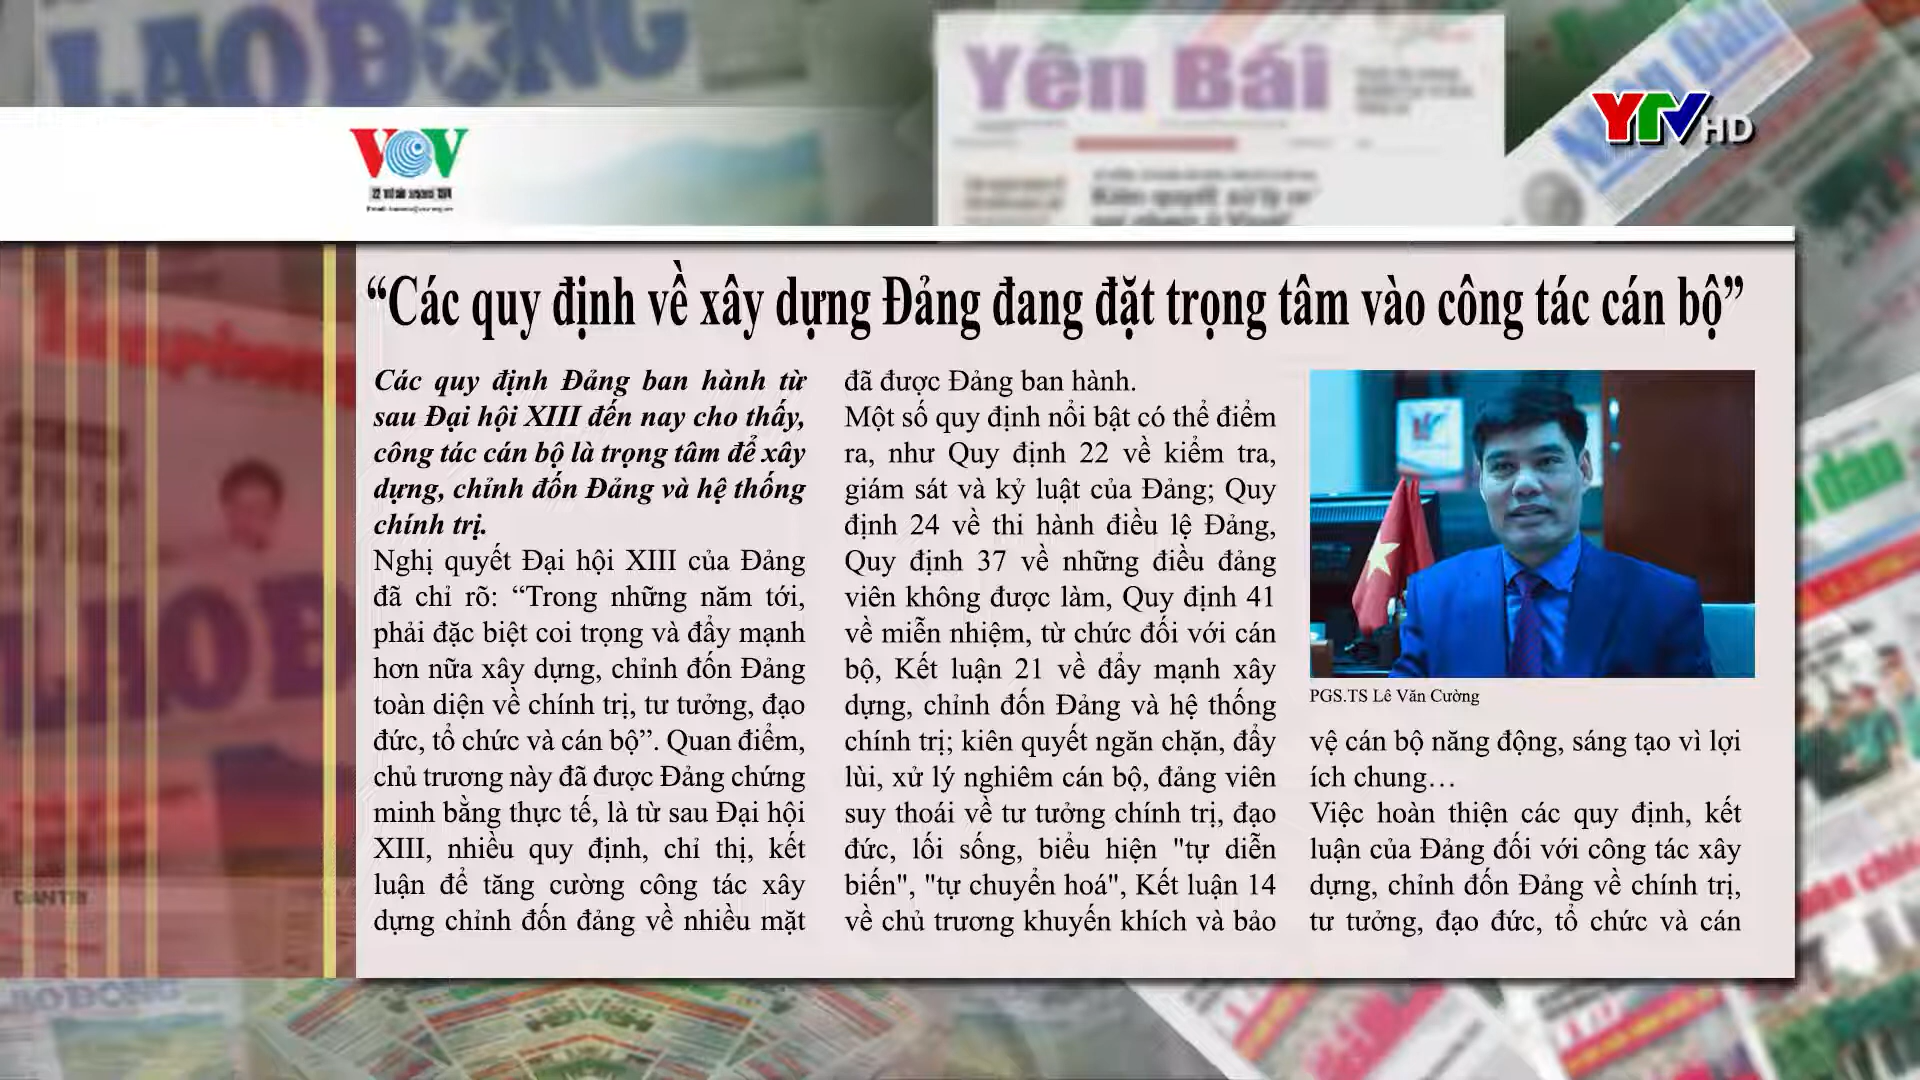 LAO ĐỘNG
Yên Bái
Nhân Dân
YTV HD
VOV
“Các quy định về xây dựng Đảng đang đặt trọng tâm vào công tác cán bộ”
Các quy định Đảng ban hành từ
sau Đại hội XIII đến nay cho thấy,
công tác cán bộ là trọng tâm để xây
dựng, chỉnh đốn Đảng và hệ thống
chính trị.
Nghị quyết Đại hội XIII của Đảng
đã chỉ rõ: “Trong những năm tới,
phải đặc biệt coi trọng và đẩy mạnh
hơn nữa xây dựng, chỉnh đốn Đảng
toàn diện về chính trị, tư tưởng, đạo
đức, tổ chức và cán bộ”. Quan điểm,
chủ trương này đã được Đảng chứng
minh bằng thực tế, là từ sau Đại hội
XIII, nhiều quy định, chỉ thị, kết
luận để tăng cường công tác xây
dựng chỉnh đốn đảng về nhiều mặt
đã được Đảng ban hành.
Một số quy định nổi bật có thể điểm
ra, như Quy định 22 về kiểm tra,
giám sát và kỷ luật của Đảng; Quy
định 24 về thi hành điều lệ Đảng,
Quy định 37 về những điều đảng
viên không được làm, Quy định 41
về miễn nhiệm, từ chức đối với cán
bộ, Kết luận 21 về đẩy mạnh xây
dựng, chỉnh đốn Đảng và hệ thống
chính trị; kiên quyết ngăn chặn, đẩy
lùi, xử lý nghiêm cán bộ, đảng viên
suy thoái về tư tưởng chính trị, đạo
đức, lối sống, biểu hiện "tự diễn
biến", "tự chuyển hoá", Kết luận 14
về chủ trương khuyến khích và bảo
PGS.TS Lê Văn Cường
vệ cán bộ năng động, sáng tạo vì lợi
ích chung…
Việc hoàn thiện các quy định, kết
luận của Đảng đối với công tác xây
dựng, chỉnh đốn Đảng về chính trị,
tư tưởng, đạo đức, tổ chức và cán
LAO Đ
DANTRI
LAO ĐỘNG